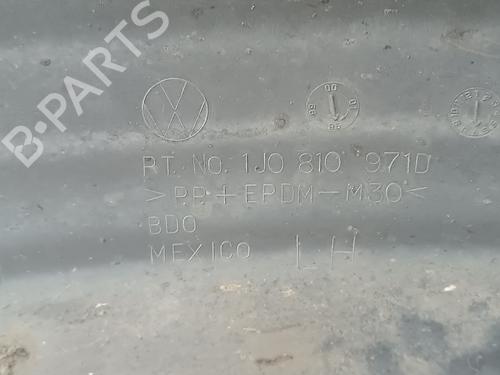 B-PARTS
PT. No. 1J0 810 971D
>PP+EPDM-M30<
BDO
MEXICO LH